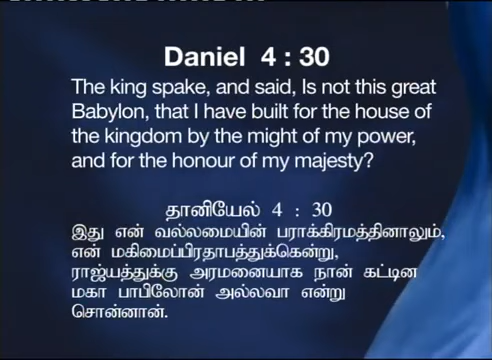 Daniel 4 : 30
The king spake, and said, Is not this great
Babylon, that I have built for the house of
the kingdom by the might of my power,
and for the honour of my majesty?
தானியேல் 4 : 30
இது என் வல்லமையின் பராக்கிரமத்தினாலும்,
என் மகிமைப்பிரதாபத்துக்கென்று,
ராஜ்யத்துக்கு அரமனையாக நான் கட்டின
மகா பாபிலோன் அல்லவா என்று
சொன்னான்.